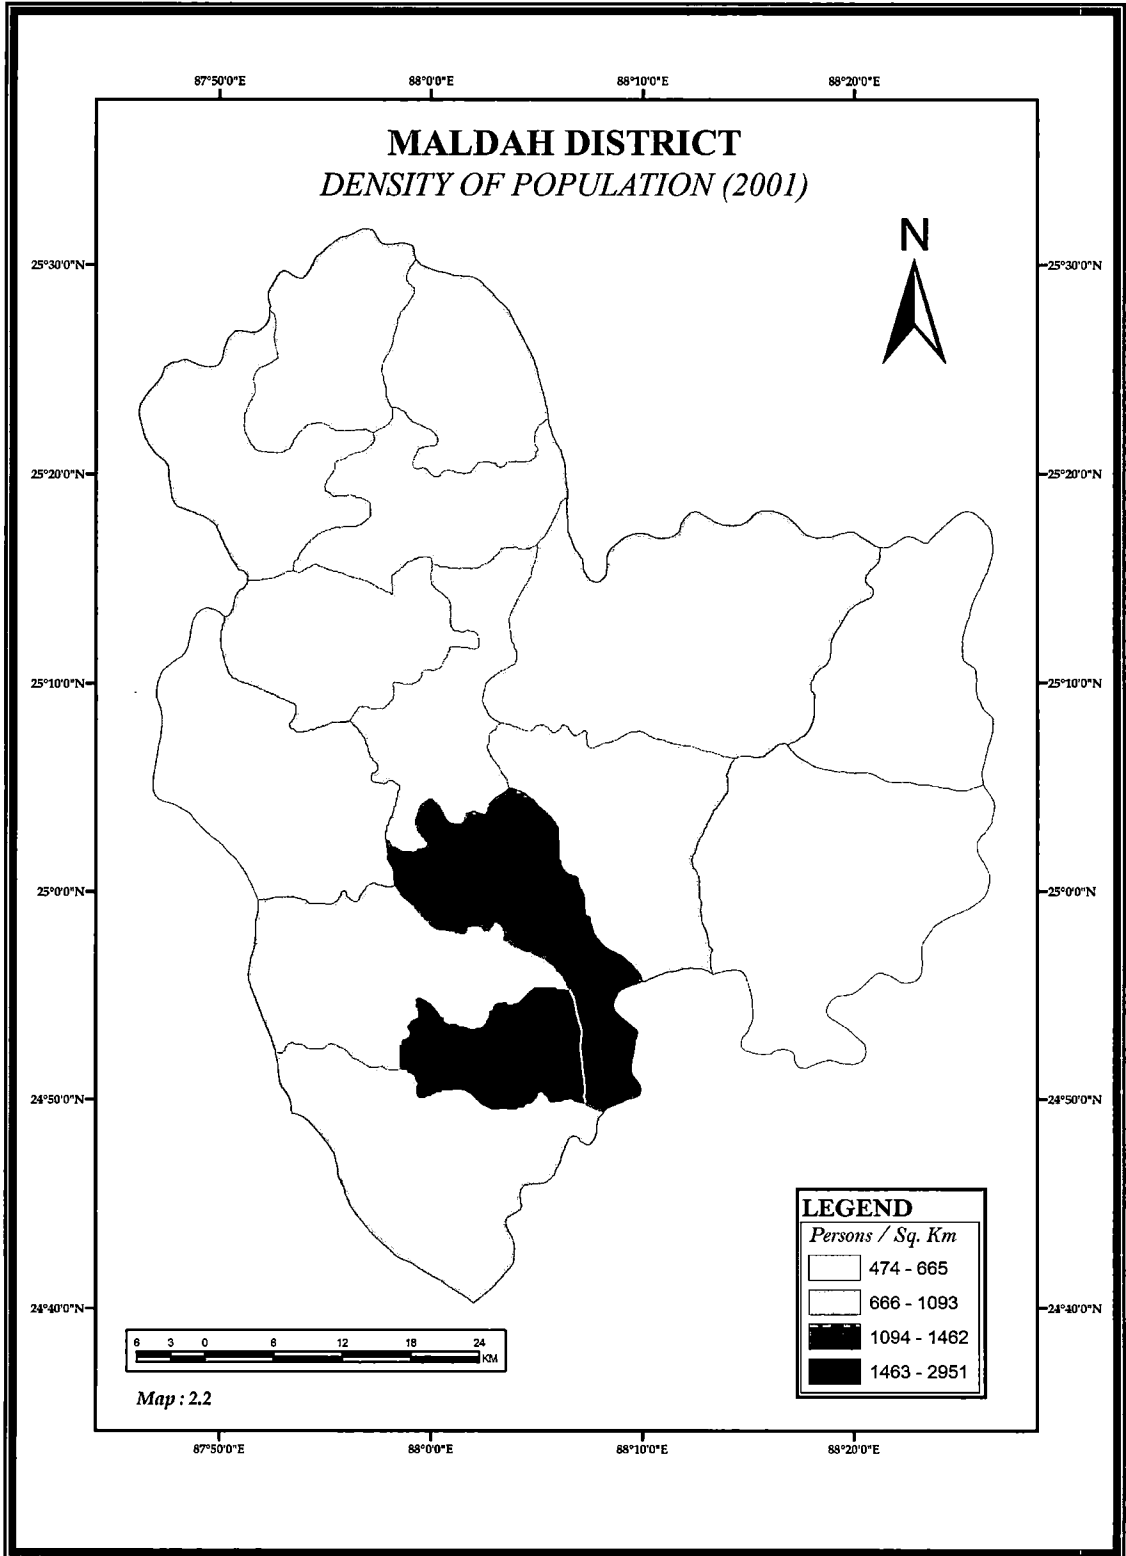 87°50'0"E 88°0'0"E 88°10'0"E 88°20'0"E
MALDAH DISTRICT
DENSITY OF POPULATION (2001)
N
25°30'0"N 25°30'0"N
25°20'0"N 25°20'0"N
25°10'0"N 25°10'0"N
25°0'0"N 25°0'0"N
24°50'0"N 24°50'0"N
LEGEND
Persons / Sq. Km
474 - 665
666 - 1093
1094 - 1462
1463 - 2951
24°40'0"N 24°40'0"N
6 3 0 6 12 18 24
KM
Map : 2.2
87°50'0"E 88°0'0"E 88°10'0"E 88°20'0"E